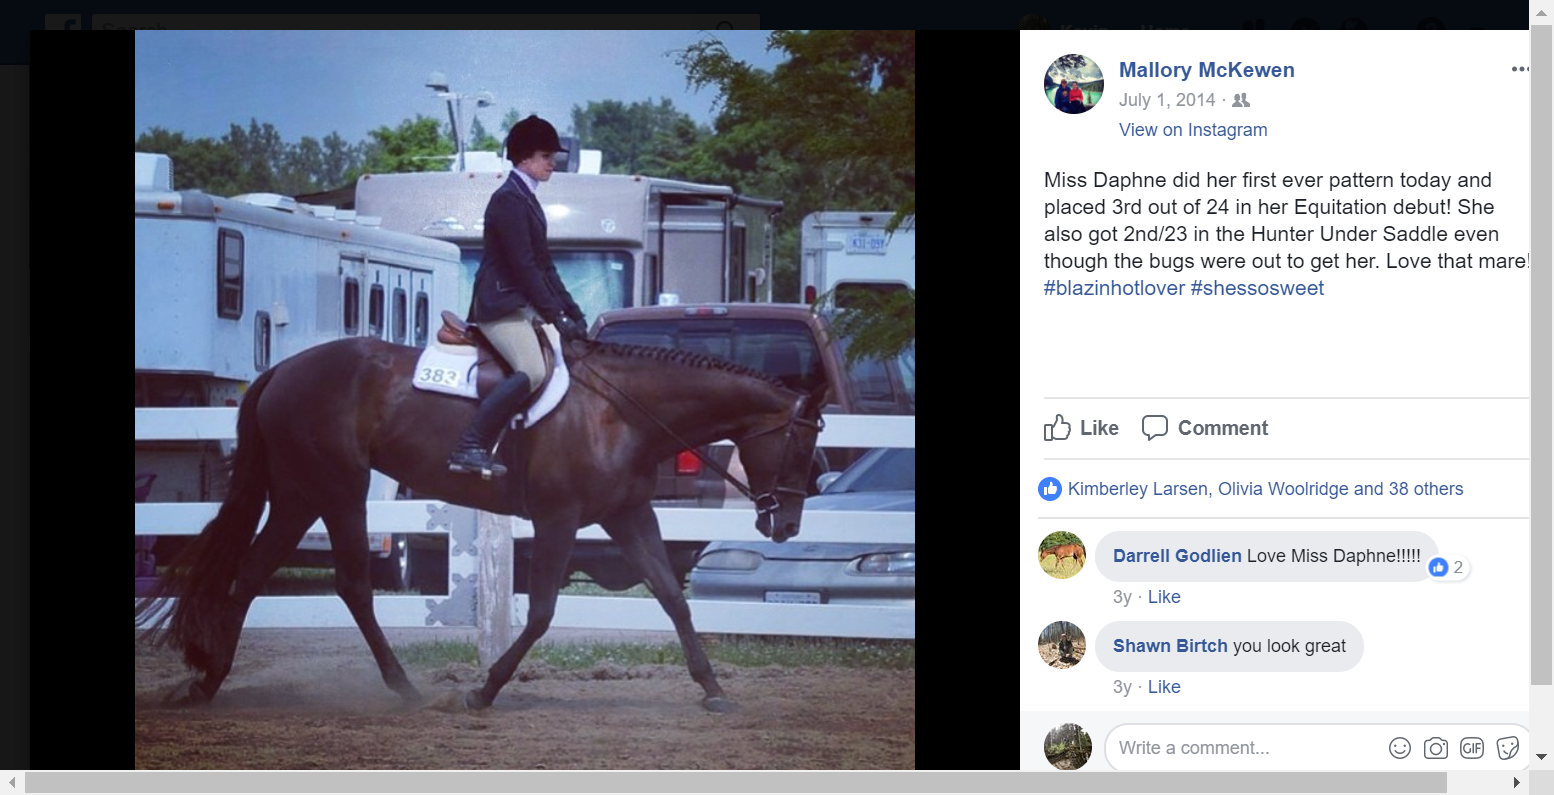 Search
Mallory McKewen
July 1, 2014 ·
View on Instagram
Miss Daphne did her first ever pattern today and
placed 3rd out of 24 in her Equitation debut! She
also got 2nd/23 in the Hunter Under Saddle even
though the bugs were out to get her. Love that mare!
#blazinhotlover #shessosweet
383
Like Comment
Kimberley Larsen, Olivia Woolridge and 38 others
Darrell Godlien Love Miss Daphne!!!!!
2
3y · Like
Shawn Birtch you look great
3y · Like
Write a comment...
GIF